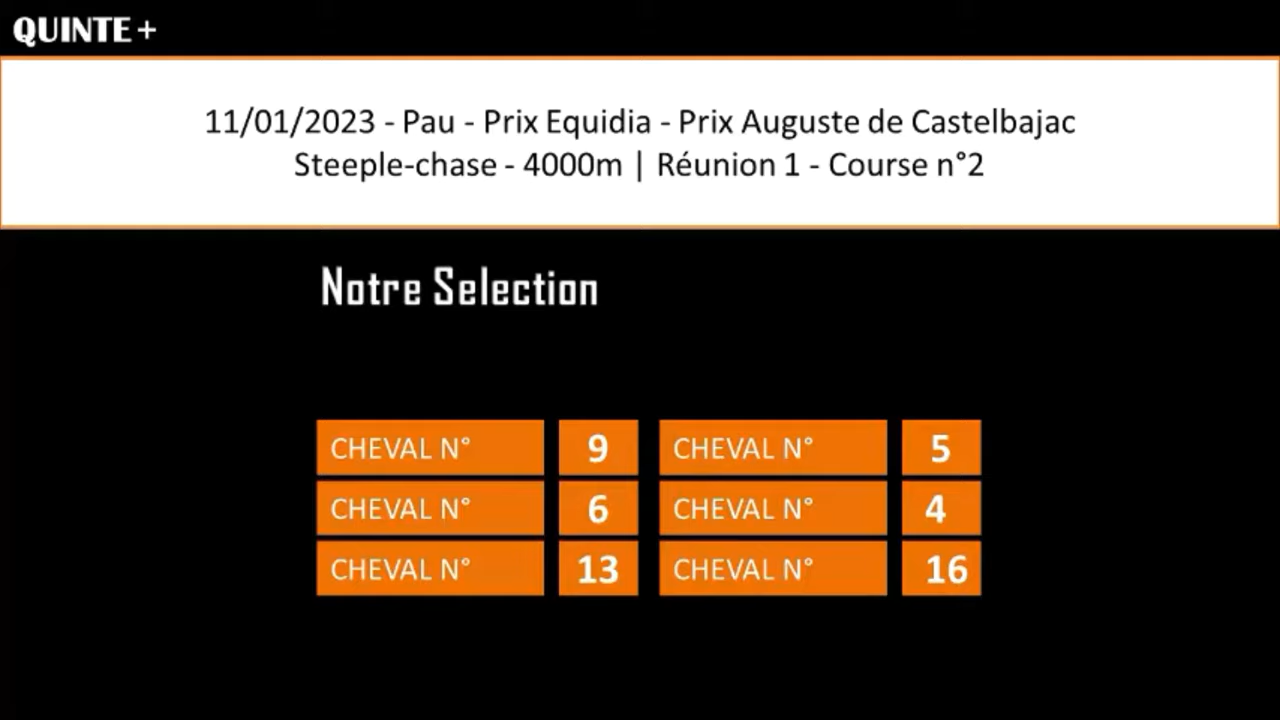 QUINTE+
11/01/2023 - Pau - Prix Equidia - Prix Auguste de Castelbajac
Steeple-chase - 4000m | Réunion 1 - Course n°2
Notre Selection
CHEVAL N° 9 CHEVAL N° 5
CHEVAL N° 6 CHEVAL N° 4
CHEVAL N° 13 CHEVAL N° 16